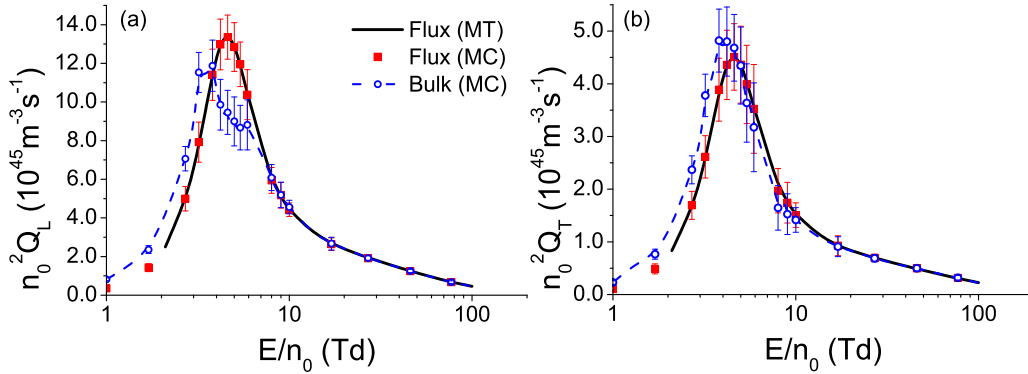 (a)
Flux (MT)
Flux (MC)
Bulk (MC)
14.0
12.0
10.0
8.0
6.0
4.0
2.0
0.0
n₀²Q_L (10⁴⁵m⁻³s⁻¹)
1 10 100
E/n₀ (Td)
(b)
5.0
4.0
3.0
2.0
1.0
0.0
n₀²Q_T (10⁴⁵m⁻³s⁻¹)
1 10 100
E/n₀ (Td)